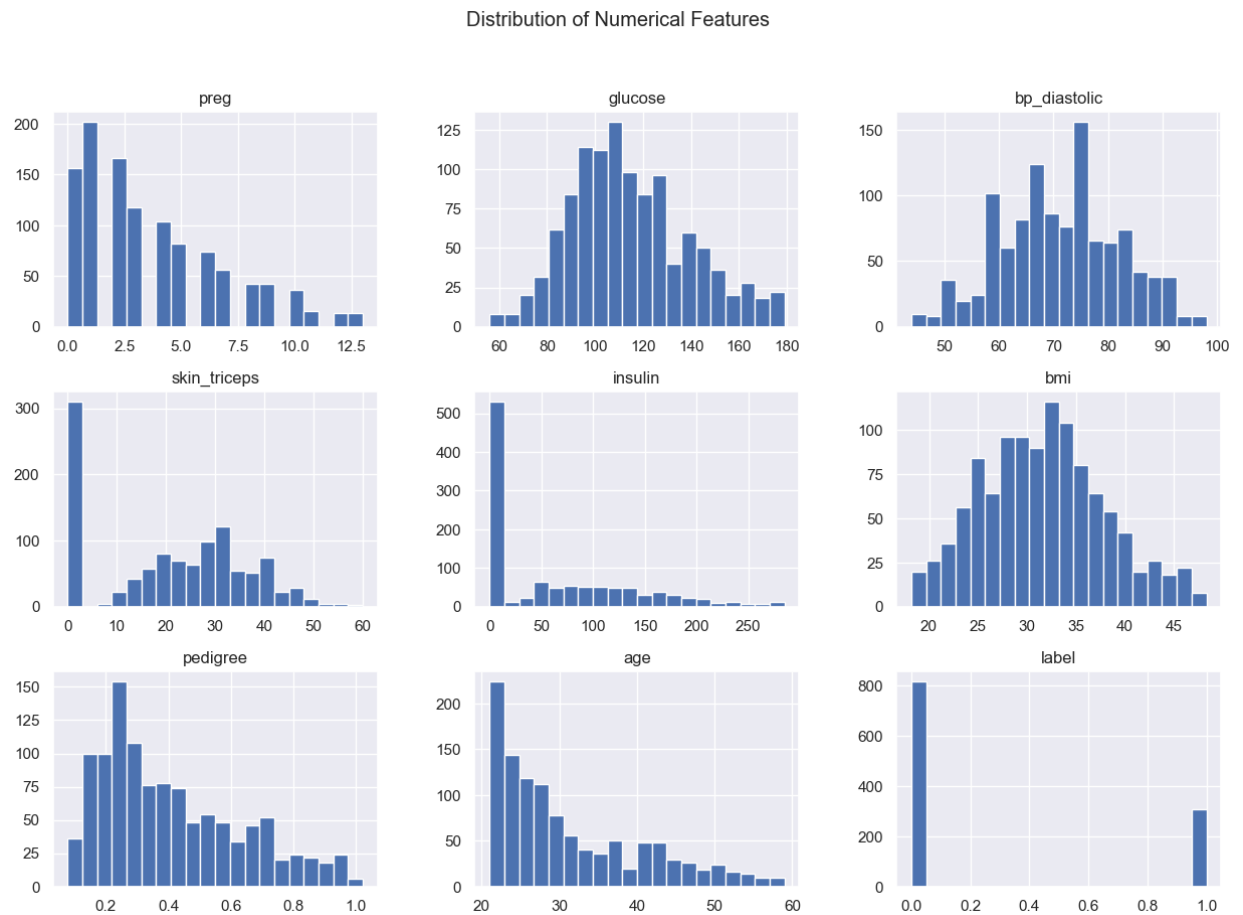 Distribution of Numerical Features
preg
200
150
100
50
0
0.0 2.5 5.0 7.5 10.0 12.5
glucose
125
100
75
50
25
0
60 80 100 120 140 160 180
bp_diastolic
150
100
50
0
50 60 70 80 90 100
skin_triceps
300
200
100
0
0 10 20 30 40 50 60
insulin
500
400
300
200
100
0
0 50 100 150 200 250
bmi
100
75
50
25
0
20 25 30 35 40 45
pedigree
150
125
100
75
50
25
0
0.2 0.4 0.6 0.8 1.0
age
200
150
100
50
0
20 30 40 50 60
label
800
600
400
200
0
0.0 0.2 0.4 0.6 0.8 1.0